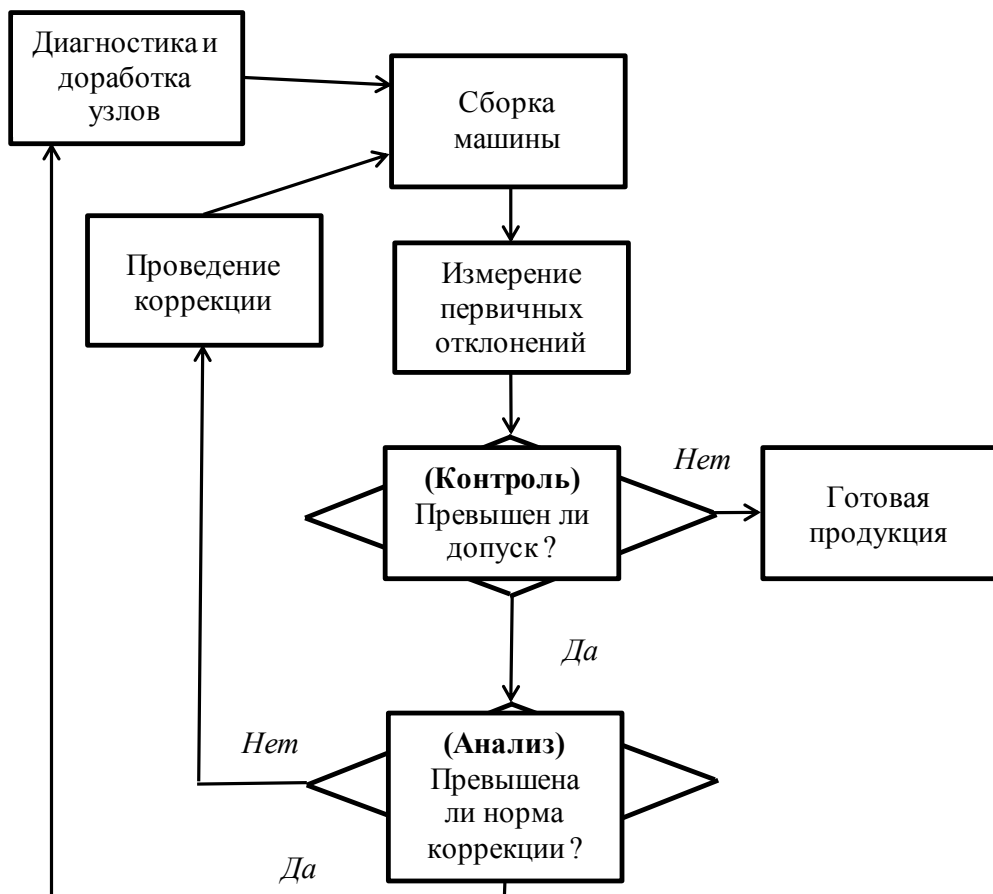 Диагностика и
доработка
узлов
Сборка
машины
Проведение
коррекции
Измерение
первичных
отклонений
(Контроль)
Превышен ли
допуск ?
Нет
Готовая
продукция
Да
Нет
(Анализ)
Превышена
ли норма
коррекции ?
Да